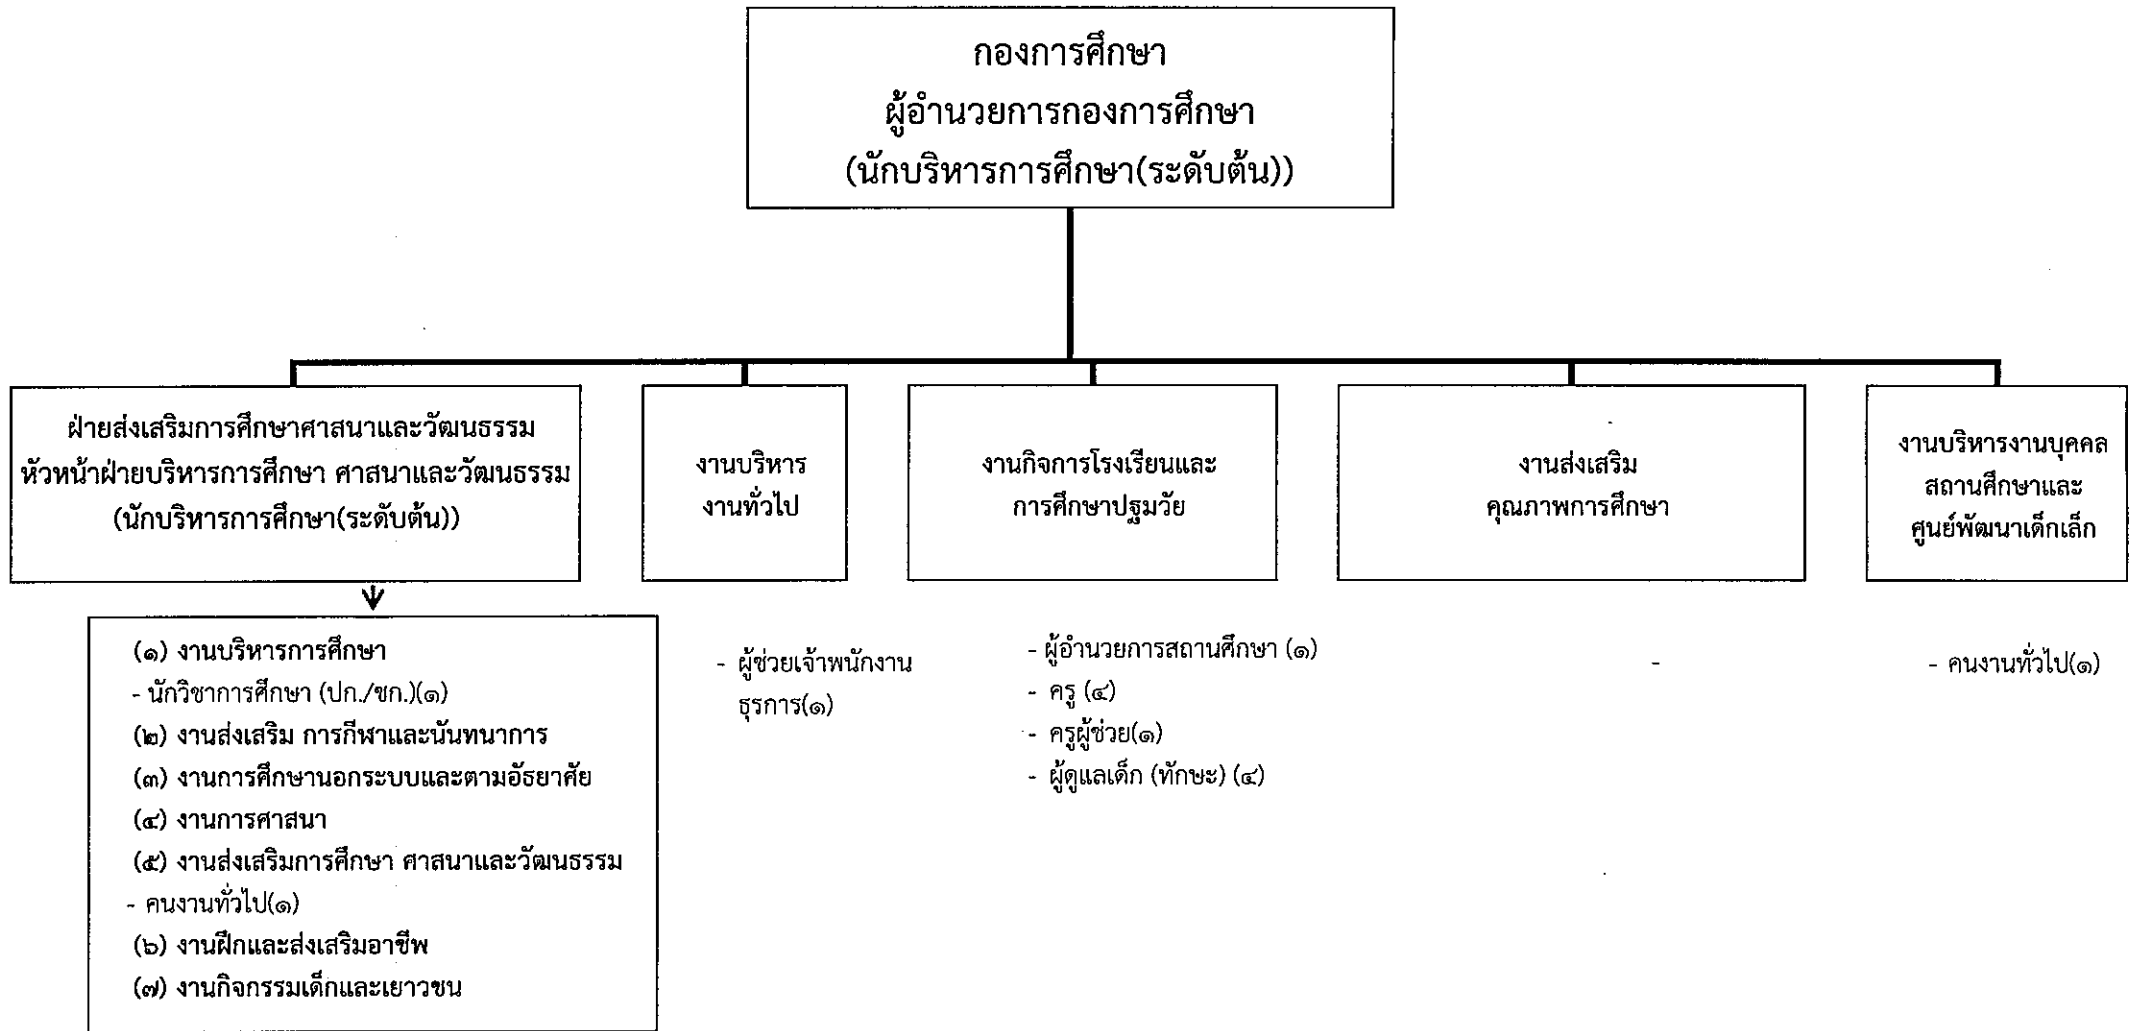 กองการศึกษา
ผู้อำนวยการกองการศึกษา
(นักบริหารการศึกษา(ระดับต้น))
ฝ่ายส่งเสริมการศึกษาศาสนาและวัฒนธรรม
หัวหน้าฝ่ายบริหารการศึกษา ศาสนาและวัฒนธรรม
(นักบริหารการศึกษา(ระดับต้น))
งานบริหาร
งานทั่วไป
งานกิจการโรงเรียนและ
การศึกษาปฐมวัย
งานส่งเสริม
คุณภาพการศึกษา
งานบริหารงานบุคคล
สถานศึกษาและ
ศูนย์พัฒนาเด็กเล็ก
(๑) งานบริหารการศึกษา
- นักวิชาการศึกษา (ปก./ชก.)(๑)
(๒) งานส่งเสริม การกีฬาและนันทนาการ
(๓) งานการศึกษานอกระบบและตามอัธยาศัย
(๔) งานการศาสนา
(๕) งานส่งเสริมการศึกษา ศาสนาและวัฒนธรรม
- คนงานทั่วไป(๑)
(๖) งานฝึกและส่งเสริมอาชีพ
(๗) งานกิจกรรมเด็กและเยาวชน
- ผู้ช่วยเจ้าพนักงาน
ธุรการ(๑)
- ผู้อำนวยการสถานศึกษา (๑)
- ครู (๔)
- ครูผู้ช่วย(๑)
- ผู้ดูแลเด็ก (ทักษะ) (๔)
-
- คนงานทั่วไป(๑)